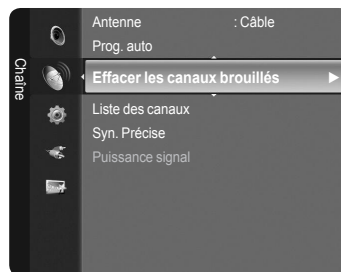 Chaîne
Antenne : Câble
Prog. auto
Effacer les canaux brouillés
Liste des canaux
Syn. Précise
Puissance signal